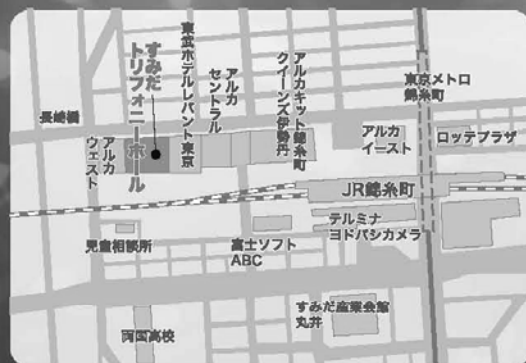 すみだ
トリフォニーホール
東武ホテルレバント東京
アルカ
セントラル
アルカキット錦糸町
クイーンズ伊勢丹
東京メトロ
錦糸町
長崎橋
アルカ
ウェスト
アルカ
イースト
ロッテプラザ
JR錦糸町
テルミナ
ヨドバシカメラ
児童相談所
富士ソフト
ABC
すみだ産業会館
丸井
両国高校